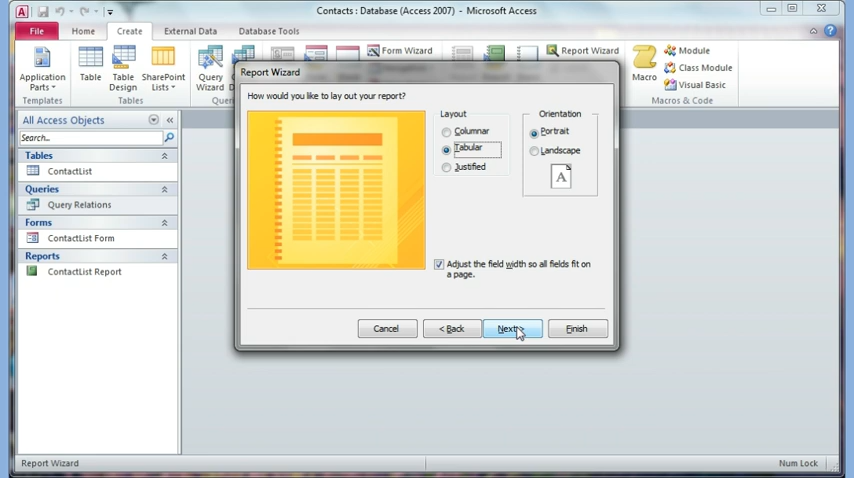 Contacts : Database (Access 2007) - Microsoft Access
File Home Create External Data Database Tools
Application Parts
Table
Table Design
SharePoint Lists
Query Wizard
Form Wizard
Report Wizard
Macro
Module
Class Module
Visual Basic
Templates
Tables
Macros & Code
All Access Objects
Search...
Tables
ContactList
Queries
Query Relations
Forms
ContactList Form
Reports
ContactList Report
Report Wizard
How would you like to lay out your report?
Layout
Columnar
Tabular
Justified
Orientation
Portrait
Landscape
A
Adjust the field width so all fields fit on
a page.
Cancel
< Back
Next >
Finish
Report Wizard
Num Lock